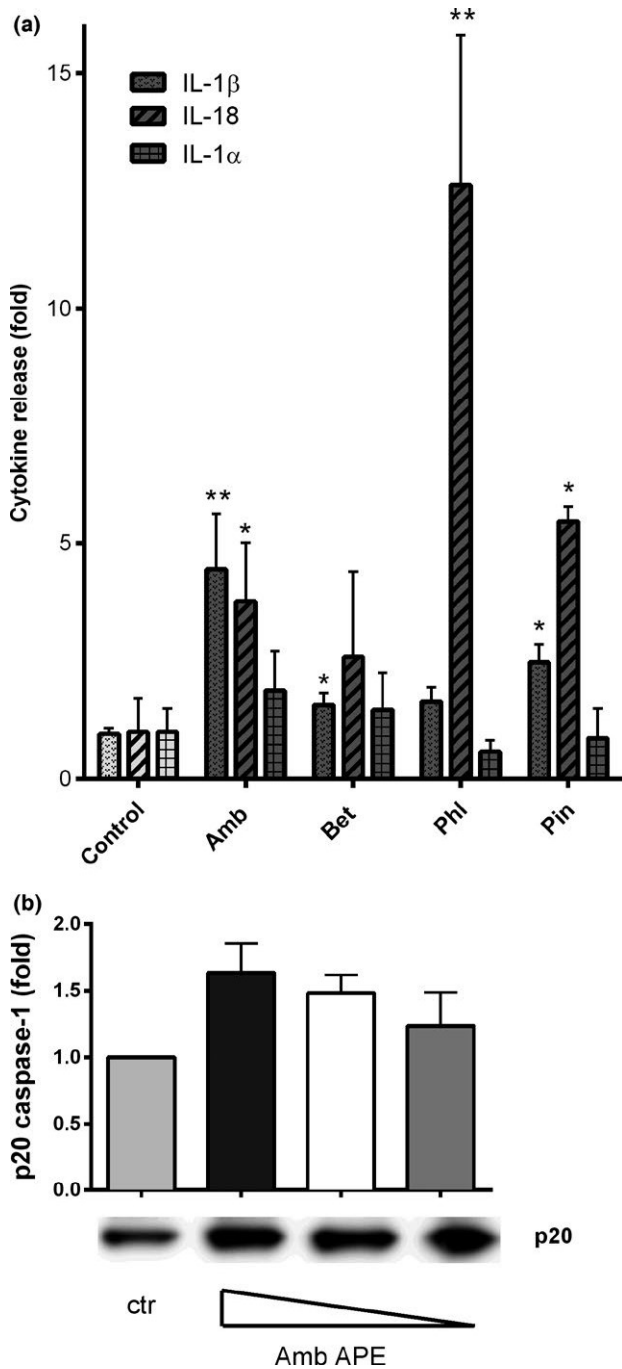 (a)
**
15
IL-1β
IL-18
IL-1α
10
Cytokine release (fold)
**
*
*
*
*
5
0
Control
Amb
Bet
Phl
Pin
(b)
2.0
1.5
1.0
0.5
0.0
p20 caspase-1 (fold)
p20
ctr
Amb APE